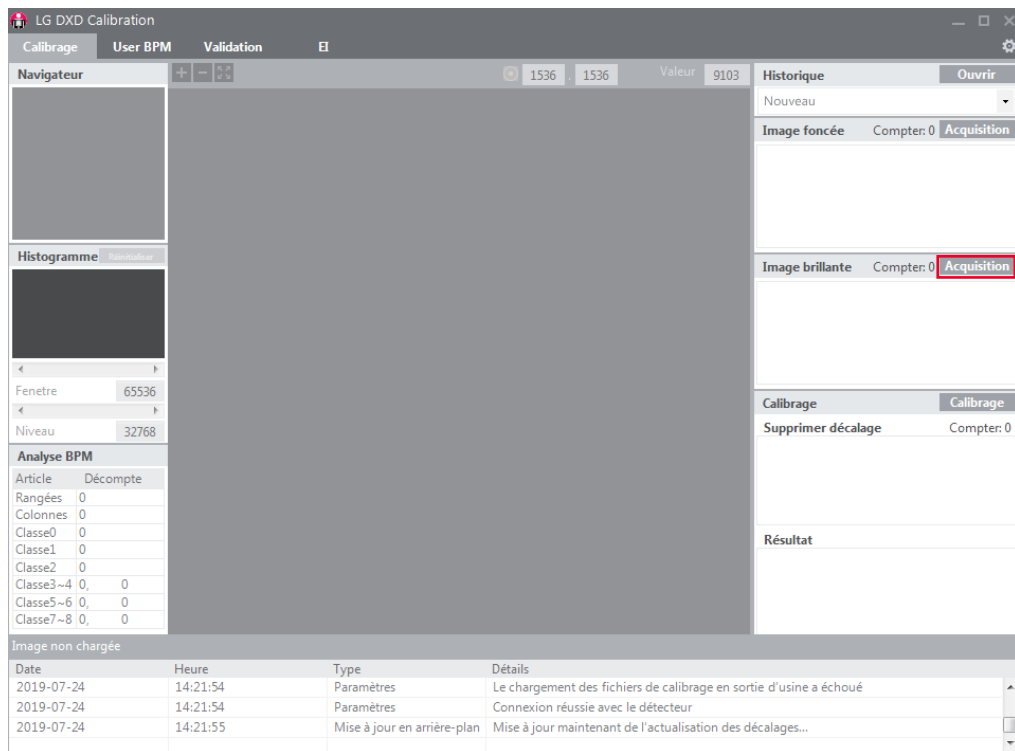 LG DXD Calibration
Calibrage User BPM Validation EI
Navigateur
1536 . 1536 Valeur 9103
Historique Ouvrir
Nouveau
Image foncée Compter: 0 Acquisition
Histogramme Réinitialiser
Image brillante Compter: 0 Acquisition
Fenetre 65536
Niveau 32768
Calibrage Calibrage
Supprimer décalage Compter: 0
Résultat
Analyse BPM
Article Décompte
Rangées 0
Colonnes 0
Classe0 0
Classe1 0
Classe2 0
Classe3~4 0, 0
Classe5~6 0, 0
Classe7~8 0, 0
Image non chargée
Date Heure Type Détails
2019-07-24 14:21:54 Paramètres Le chargement des fichiers de calibrage en sortie d'usine a échoué
2019-07-24 14:21:54 Paramètres Connexion réussie avec le détecteur
2019-07-24 14:21:55 Mise à jour en arrière-plan Mise à jour maintenant de l'actualisation des décalages...